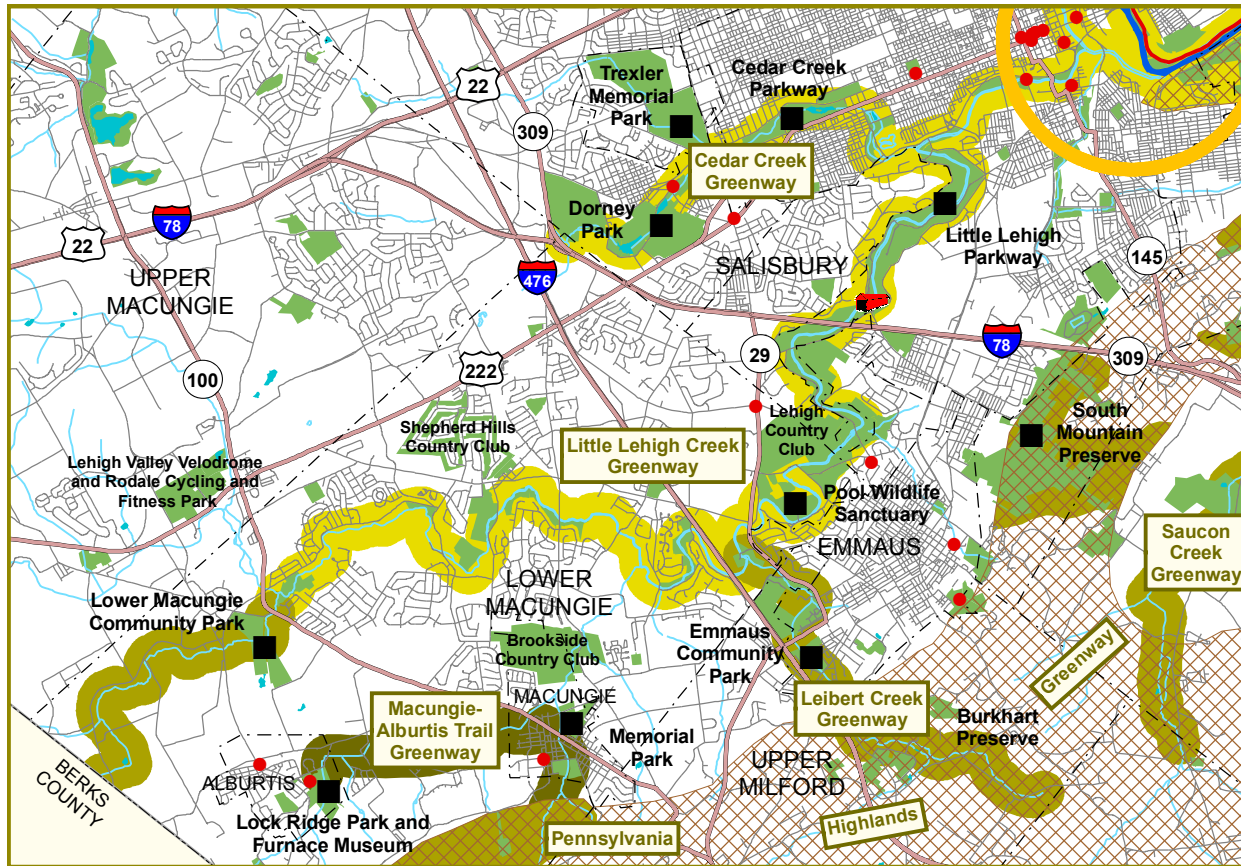 22
Trexler
Memorial
Park
Cedar Creek
Parkway
309
Cedar Creek
Greenway
Dorney
Park
78
22
UPPER
MACUNGIE
476
SALISBURY
Little Lehigh
Parkway
145
29
78
309
222
100
Shepherd Hills
Country Club
Lehigh
Country
Club
South
Mountain
Preserve
Little Lehigh Creek
Greenway
Lehigh Valley Velodrome
and Rodale Cycling and
Fitness Park
Pool Wildlife
Sanctuary
EMMAUS
Saucon
Creek
Greenway
LOWER
MACUNGIE
Lower Macungie
Community Park
Brookside
Country Club
Emmaus
Community
Park
Greenway
MACUNGIE
Macungie-
Alburtis Trail
Greenway
Leibert Creek
Greenway
Burkhart
Preserve
Memorial
Park
UPPER
MILFORD
BERKS
COUNTY
ALBURTIS
Lock Ridge Park and
Furnace Museum
Pennsylvania
Highlands